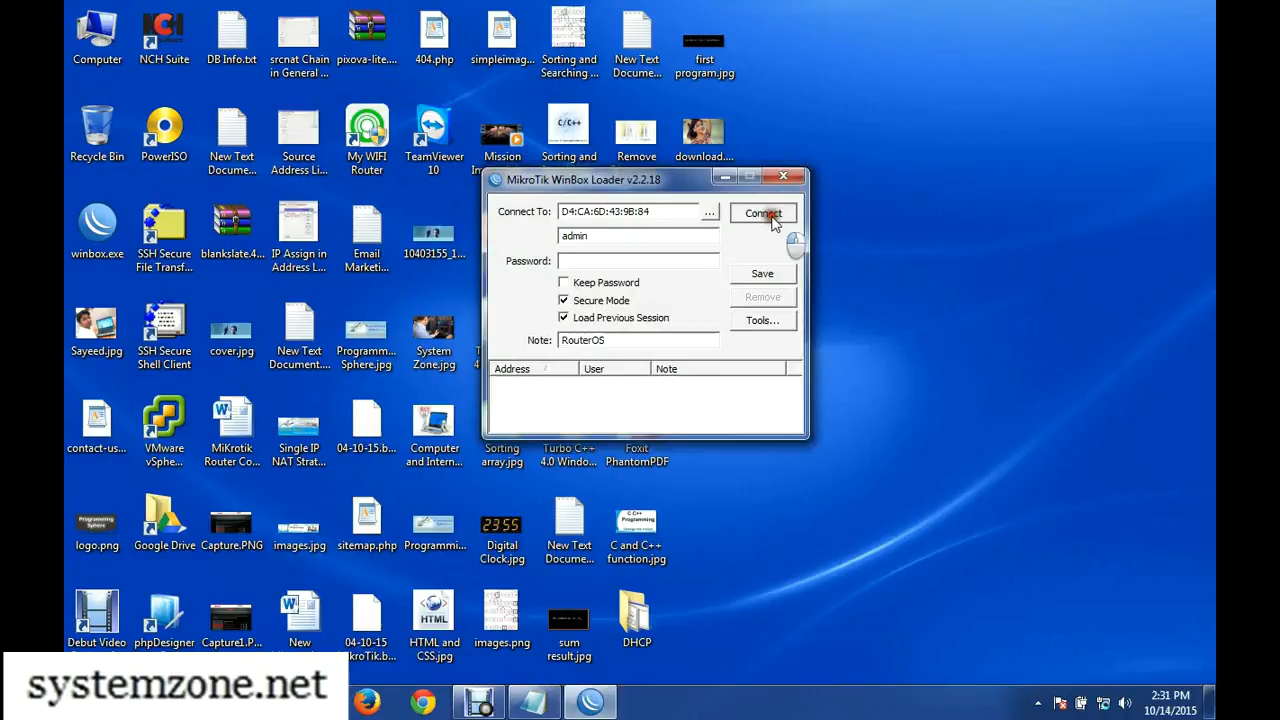 Computer
NCH Suite
DB Info.txt
srcnat Chain
in General ...
pixova-lite....
404.php
simpleimag...
Sorting and
Searching ...
New Text
Docume...
first
program.jpg
Recycle Bin
PowerISO
New Text
Docume...
Source
Address Li...
My WIFI
Router
TeamViewer
10
Mission
Sorting and
Remove
download....
C/C++
MikroTik WinBox Loader v2.2.18
Connect To:
D4:CA:6D:43:9B:84
...
Connect
admin
Password:
Keep Password
Save
Secure Mode
Remove
Load Previous Session
Tools...
Note:
RouterOS
Address
User
Note
winbox.exe
SSH Secure
File Transf...
blankslate.4...
IP Assign in
Address L...
Email
Marketi...
10403155_1...
Sayeed.jpg
SSH Secure
Shell Client
cover.jpg
New Text
Document....
Programm...
Sphere.jpg
System
Zone.jpg
contact-us...
VMware
vSphe...
MiKrotik
Router Co...
Single IP
NAT Strat...
04-10-15.b...
Computer
and Intern...
Sorting
array.jpg
Turbo C++
4.0 Windo...
Foxit
PhantomPDF
Programming
Sphere
logo.png
Google Drive
Capture.PNG
images.jpg
sitemap.php
Programmi...
23:55
Digital
Clock.jpg
New Text
Docume...
C C++
Programming
C and C++
function.jpg
Debut Video
phpDesigner
Capture1.P...
New
04-10-15
MikroTik.b...
HTML
HTML and
CSS.jpg
images.png
sum
result.jpg
DHCP
systemzone.net
2:31 PM
10/14/2015